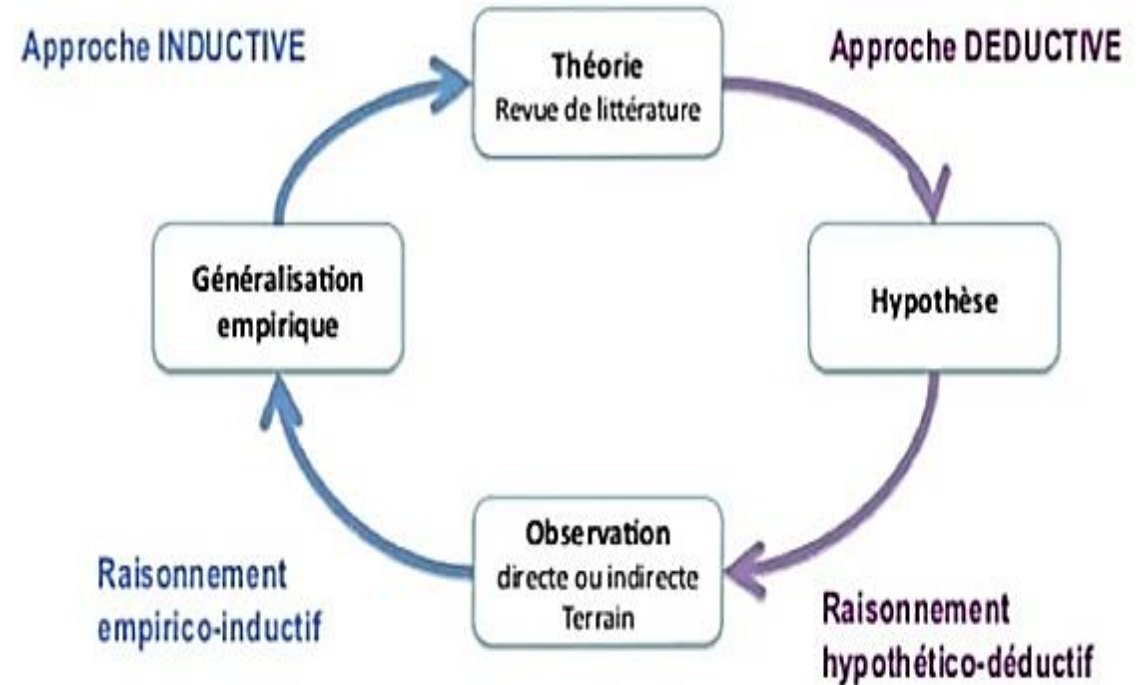 Approche INDUCTIVE
Approche DEDUCTIVE
Théorie
Revue de littérature
Généralisation
empirique
Hypothèse
Observation
directe ou indirecte
Terrain
Raisonnement
empirico-inductif
Raisonnement
hypothético-déductif